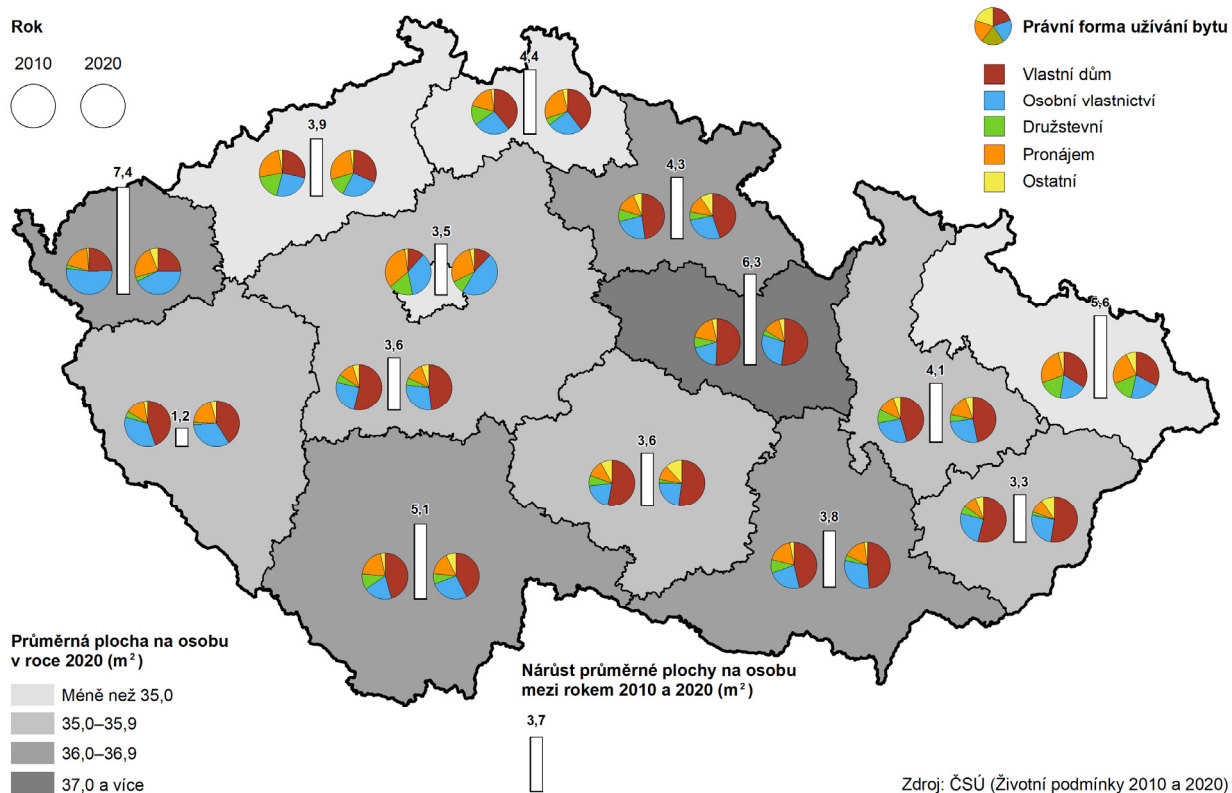 Rok
2010 2020
Právní forma užívání bytu
Vlastní dům
Osobní vlastnictví
Družstevní
Pronájem
Ostatní
4,4
3,9
7,4
4,3
3,5
6,3
5,6
3,6
4,1
1,2
3,6
3,3
5,1
3,8
Průměrná plocha na osobu
v roce 2020 (m²)
Méně než 35,0
35,0–35,9
36,0–36,9
37,0 a více
Nárůst průměrné plochy na osobu
mezi rokem 2010 a 2020 (m²)
3,7
Zdroj: ČSÚ (Životní podmínky 2010 a 2020)